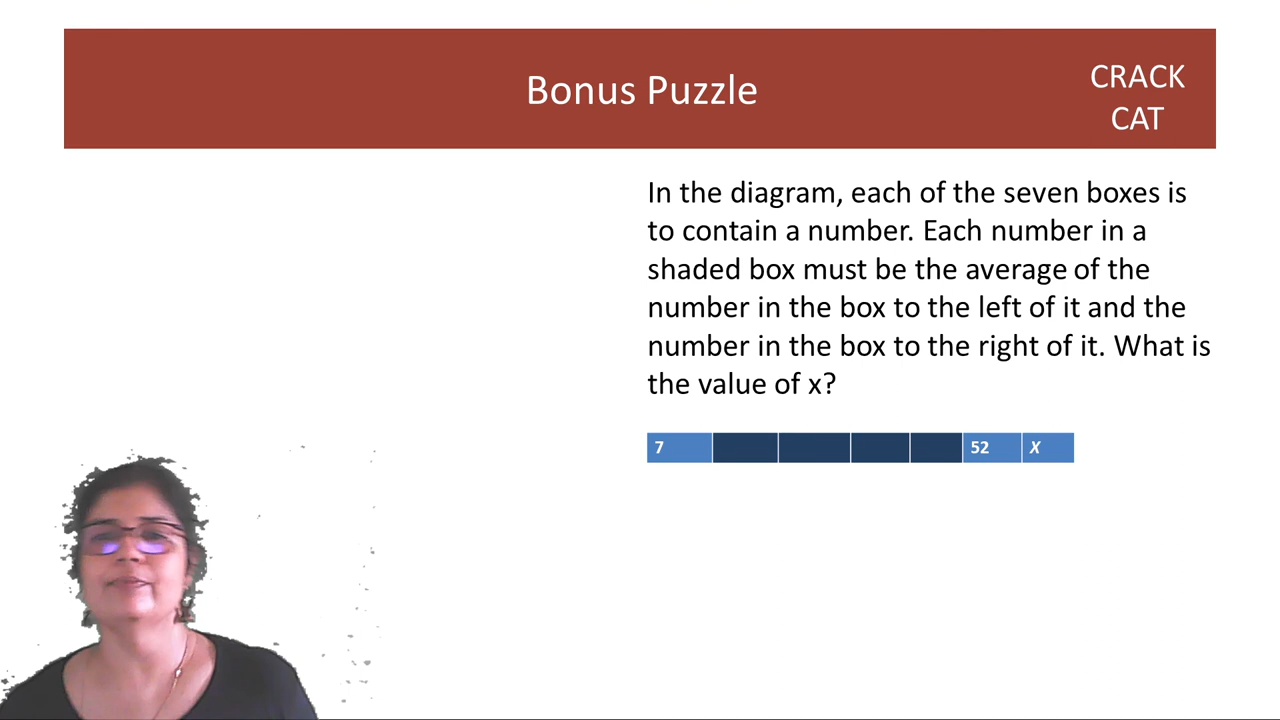 Bonus Puzzle
CRACK
CAT
In the diagram, each of the seven boxes is
to contain a number. Each number in a
shaded box must be the average of the
number in the box to the left of it and the
number in the box to the right of it. What is
the value of x?
7 52 X